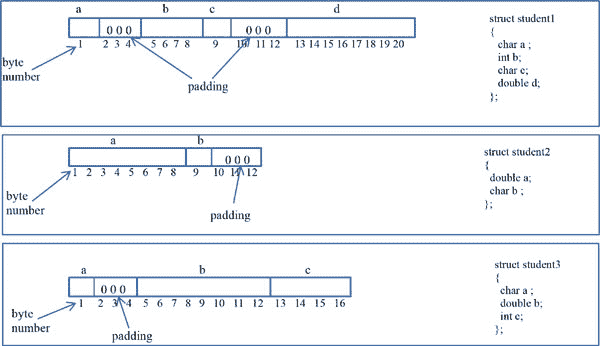 a b c d
0 0 0 0 0 0
1 2 3 4 5 6 7 8 9 10 11 12 13 14 15 16 17 18 19 20
byte
number
padding
struct student1
{
char a ;
int b;
char c;
double d;
};
a b
0 0 0
1 2 3 4 5 6 7 8 9 10 11 12
byte
number
padding
struct student2
{
double a;
char b ;
};
a b c
0 0 0
1 2 3 4 5 6 7 8 9 10 11 12 13 14 15 16
byte
number
padding
struct student3
{
char a ;
double b;
int c;
};